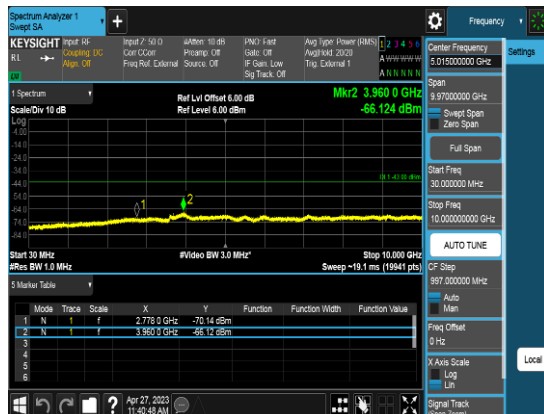 Spectrum Analyzer 1
Swept SA
Frequency
KEYSIGHT Input: RF
Coupling: DC
Align: Off
Input Z: 50 Ω
Corr CCorr
Freq Ref: External
#Atten: 10 dB
Preamp: Off
Source: Off
PNO: Fast
Gate: Off
IF Gain: Low
Sig Track: Off
Avg Type: Power (RMS)
Avg|Hold: 20/20
Trig: External 1
1 2 3 4 5 6
A W W W W W
A N N N N N
R L
1 Spectrum
Scale/Div 10 dB
Ref Lvl Offset 6.00 dB
Ref Level 6.00 dBm
Mkr2 3.960 0 GHz
-66.124 dBm
Log
-4.00
-14.0
-24.0
-34.0
-44.0
-54.0
-64.0
-74.0
-84.0
DL1 -43.00 dBm
1
2
Start 30 MHz
#Res BW 1.0 MHz
#Video BW 3.0 MHz*
Stop 10.000 GHz
Sweep ~19.1 ms (19941 pts)
5 Marker Table
Mode Trace Scale X Y Function Function Width Function Value
1 N 1 f 2.778 0 GHz -70.14 dBm
2 N 1 f 3.960 0 GHz -66.12 dBm
3
4
5
6
Apr 27, 2023
11:40:48 AM
Center Frequency
5.015000000 GHz
Settings
Span
9.97000000 GHz
Swept Span
Zero Span
Full Span
Start Freq
30.000000 MHz
Stop Freq
10.000000000 GHz
AUTO TUNE
CF Step
997.000000 MHz
Auto
Man
Freq Offset
0 Hz
X Axis Scale
Log
Lin
Local
Signal Track